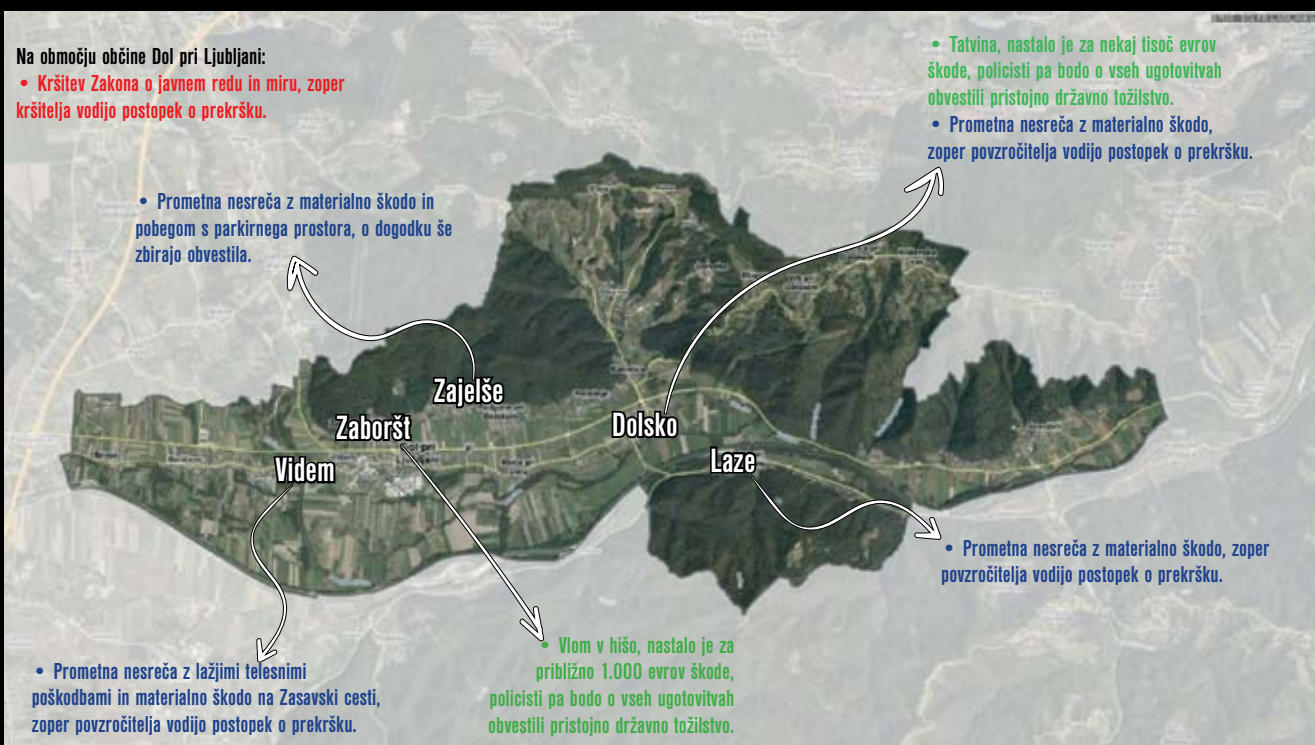 Na območju občine Dol pri Ljubljani:
• Kršitev Zakona o javnem redu in miru, zoper
kršitelja vodijo postopek o prekršku.
• Tatvina, nastalo je za nekaj tisoč evrov
škode, policisti pa bodo o vseh ugotovitvah
obvestili pristojno državno tožilstvo.
• Prometna nesreča z materialno škodo,
zoper povzročitelja vodijo postopek o prekršku.
• Prometna nesreča z materialno škodo in
pobegom s parkirnega prostora, o dogodku še
zbirajo obvestila.
Zajelše
Zaboršt
Dolsko
Videm
Laze
• Prometna nesreča z materialno škodo, zoper
povzročitelja vodijo postopek o prekršku.
• Vlom v hišo, nastalo je za
približno 1.000 evrov škode,
policisti pa bodo o vseh ugotovitvah
obvestili pristojno državno tožilstvo.
• Prometna nesreča z lažjimi telesnimi
poškodbami in materialno škodo na Zasavski cesti,
zoper povzročitelja vodijo postopek o prekršku.